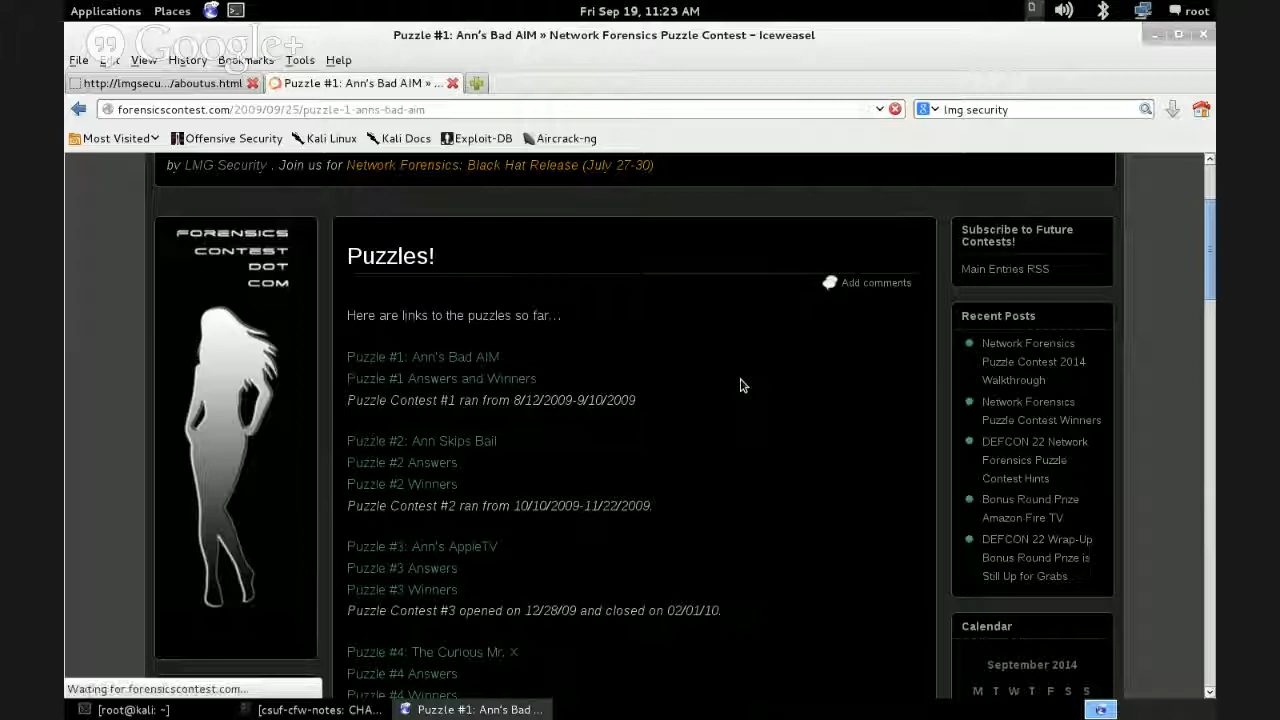 Applications Places Fri Sep 19, 11:23 AM root
Google+
Puzzle #1: Ann's Bad AIM » Network Forensics Puzzle Contest - Iceweasel
File Edit View History Bookmarks Tools Help
http://lmgsecu.../aboutus.html Puzzle #1: Ann's Bad AIM » ...
forensicscontest.com/2009/09/25/puzzle-1-anns-bad-aim lmg security
Most Visited Offensive Security Kali Linux Kali Docs Exploit-DB Aircrack-ng
by LMG Security . Join us for Network Forensics: Black Hat Release (July 27-30)
FORENSICS
CONTEST
DOT
COM
Puzzles!
Add comments
Here are links to the puzzles so far...
Puzzle #1: Ann's Bad AIM
Puzzle #1 Answers and Winners
Puzzle Contest #1 ran from 8/12/2009-9/10/2009
Puzzle #2: Ann Skips Bail
Puzzle #2 Answers
Puzzle #2 Winners
Puzzle Contest #2 ran from 10/10/2009-11/22/2009.
Puzzle #3: Ann's AppleTV
Puzzle #3 Answers
Puzzle #3 Winners
Puzzle Contest #3 opened on 12/28/09 and closed on 02/01/10.
Puzzle #4: The Curious Mr. X
Puzzle #4 Answers
Puzzle #4 Winners
Subscribe to Future
Contests!
Main Entries RSS
Recent Posts
Network Forensics
Puzzle Contest 2014
Walkthrough
Network Forensics
Puzzle Contest Winners
DEFCON 22 Network
Forensics Puzzle
Contest Hints
Bonus Round Prize
Amazon Fire TV
DEFCON 22 Wrap-Up
Bonus Round Prize is
Still Up for Grabs
Calendar
September 2014
M T W T F S S
Waiting for forensicscontest.com...
[root@kali: ~] [csuf-cfw-notes: CHA... Puzzle #1: Ann's Bad ...